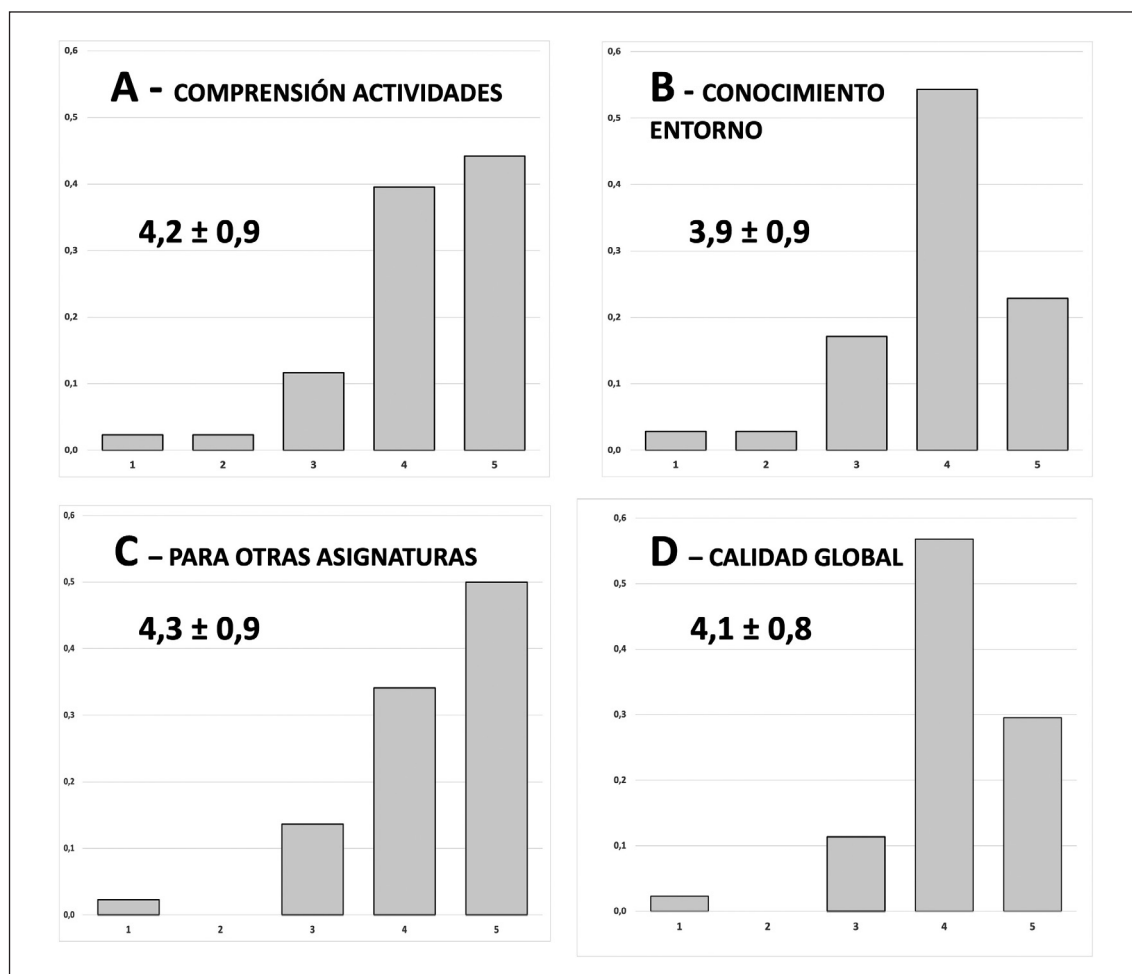 A - COMPRENSIÓN ACTIVIDADES
4,2 ± 0,9
0,6
0,5
0,4
0,3
0,2
0,1
0,0
1 2 3 4 5
B - CONOCIMIENTO
ENTORNO
3,9 ± 0,9
0,6
0,5
0,4
0,3
0,2
0,1
0,0
1 2 3 4 5
C – PARA OTRAS ASIGNATURAS
4,3 ± 0,9
0,6
0,5
0,4
0,3
0,2
0,1
0,0
1 2 3 4 5
D – CALIDAD GLOBAL
4,1 ± 0,8
0,6
0,5
0,4
0,3
0,2
0,1
0,0
1 2 3 4 5